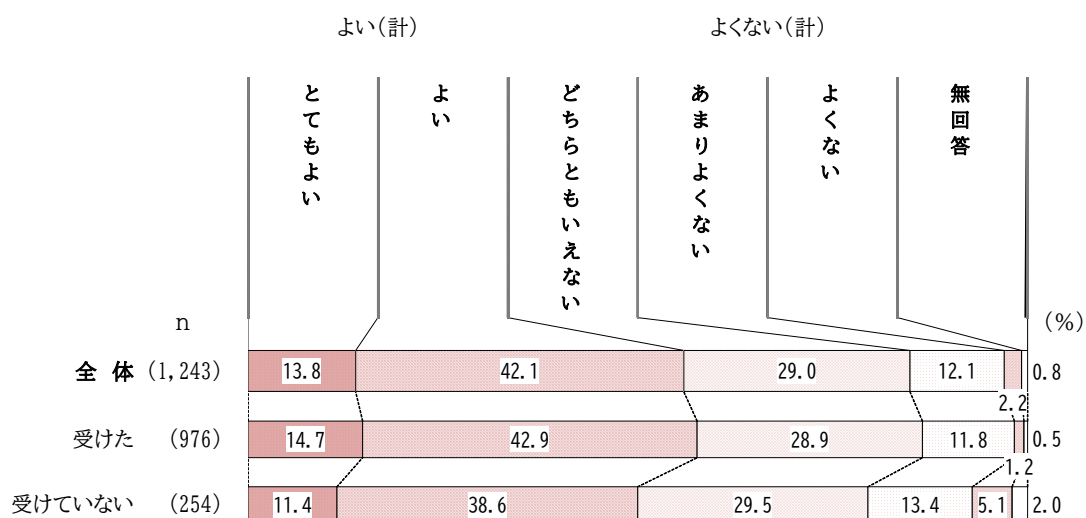 よい(計)
よくない(計)
とてもよい
よい
どちらともいえない
あまりよくない
よくない
無回答
n
(%)
全 体 (1,243) 13.8 42.1 29.0 12.1 2.2 0.8
受けた (976) 14.7 42.9 28.9 11.8 1.2 0.5
受けていない (254) 11.4 38.6 29.5 13.4 5.1 2.0